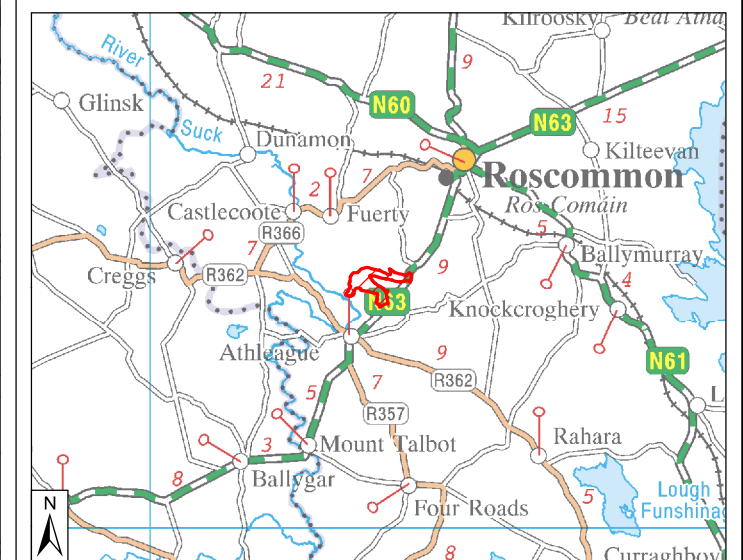 Kilroosky
Beal Atha
River
Suck
21
9
N60
N63
15
Glinsk
Dunamon
Kilteevan
Roscommon
Ros Comáin
7
2
Castlecoote
Fuerty
R366
7
5
Ballymurray
4
Creggs
R362
9
N63
Knockcroghery
Athleague
9
N61
R362
7
5
R357
L
Mount Talbot
3
Rahara
Ballygar
8
Four Roads
5
Lough
Funshinag
N
8
Curraghboy